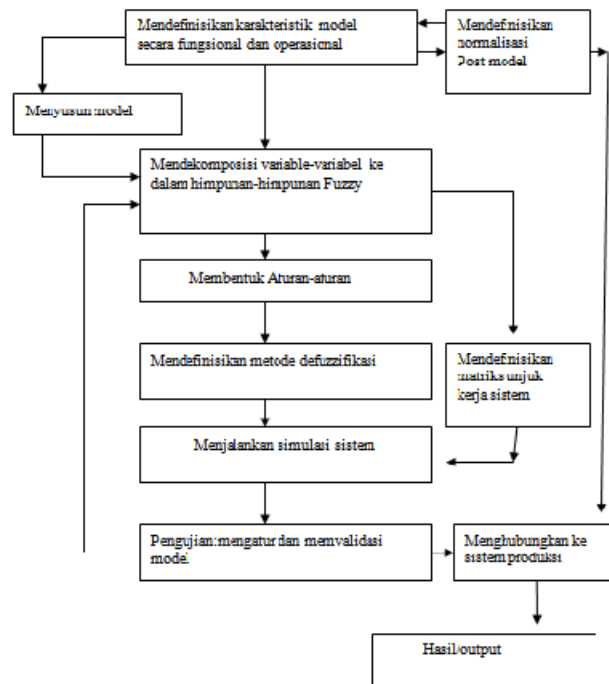 Mendefinisikan karakteristik model
secara fungsional dan operasional
Mendefinisikan
normalisasi
Post model
Menyusun model
Mendekomposisi variable-variabel ke
dalam himpunan-himpunan Fuzzy
Membentuk Aturan-aturan
Mendefinisikan metode defuzzifikasi
Mendefinisikan
matriks unjuk
kerja sistem
Menjalankan simulasi sistem
Pengujian:mengatur dan memvalidasi
model
Menghubungkan ke
sistem produksi
Hasil/output